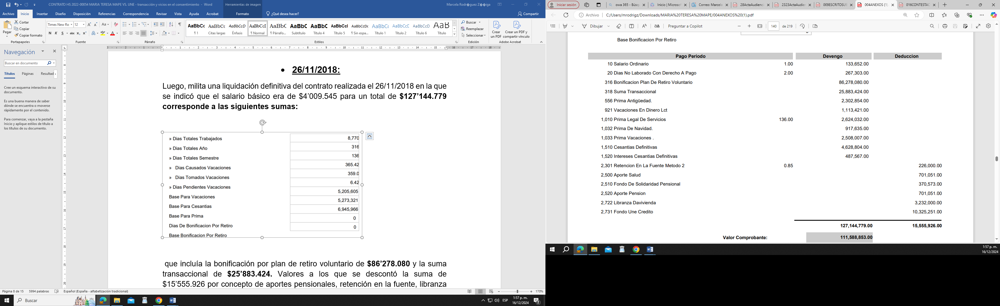 CONTRATO HS 2022-00054 MARIA TERESA MAPE VS. UNE - transacción y vicios en el consentimiento - Word
Herramientas de imagen
Marcela Rodr�guez Z��iga
Archivo Inicio Insertar Diseño Disposición Referencias Correspondencia Revisar Vista Ayuda Acrobat Formato ¿Qué desea hacer? Compartir
Pegar
Cortar
Copiar
Copiar formato
Portapapeles
Times New Ro 12
N K S abc x₂ x²
Fuente
Párrafo
AaBbCc AaBbCc AaBbCcD AaBbCcI AaBbC AaBbC AaBbC AaBbCcI AaBbCcDc AaBbC AaBbCcE AaBbCcD AaB
¶ 1 Citas largas Énfasis ¶ Normal ¶ Párrafo... Subtítulo Título 4 Título 5 ¶ Sin espa... Título 1 Título 2 Título 6 Título
Estilos
Buscar
Reemplazar
Seleccionar
Edición
Crear un PDF
Crear un PDF y compartir vínculo
Adobe Acrobat
Navegación
Buscar en documento
Títulos Páginas Resultad
Cree un esquema interactivo de su
documento.
Es una buena manera de saber
dónde se encuentra o moverse
rápidamente por el contenido.
Para comenzar, vaya a la pestaña
Inicio y aplique estilos de título a
los títulos de su documento.
• 26/11/2018:
Luego, milita una liquidación definitiva del contrato realizada el 26/11/2018 en la que
se indicó que el salario básico era de $4’009.545 para un total de $127’144.779
corresponde a las siguientes sumas:
» Dias Totales Trabajados 8,770
» Dias Totales Año 316
» Dias Totales Semestre 136
» Dias Causados Vacaciones 365.42
» Dias Tomados Vacaciones 359.0
» Dias Pendientes Vacaciones 6.42
Base Para Vacaciones 5,205,605
Base Para Cesantias 5,273,321
Base Para Prima 6,945,966
Dias De Bonificacion Por Retiro 0
Base Bonificacion Por Retiro 0
que incluía la bonificación por plan de retiro voluntario de $86’278.080 y la suma
transaccional de $25’883.424. Valores a los que se descontó la suma de
$15’555.926 por concepto de aportes pensionales, retención en la fuente, libranza
Página 8 de 15 5994 palabras Español (España - alfabetización tradicional) 170%
Buscar
ESP
1:57 p. m.
16/12/2024
2
Iniciar sesión
owa 365 - Búsq
Inicio | Microsof
Correo: Marcela
28ActaAudienci
2323ActaAudier
009ESCRITOSUE
004ANEXOS (1).
016CONTESTAC
Archivo C:/Users/mrodrigz/Downloads/MARIA%20TERESA%20MAPE/004ANEXOS%20(1).pdf
Dibujar
Preguntar a Copilot
140 de 219
Base Bonificacion Por Retiro
Pago Periodo Devengo Deduccion
10 Salario Ordinario 1.00 133,652.00
20 Dias No Laborado Con Derecho A Pago 2.00 267,303.00
316 Bonificacion Plan De Retiro Voluntario 86,278,080.00
318 Suma Transaccional 25,883,424.00
556 Prima Antigüedad. 2,302,854.00
921 Vacaciones En Dinero Lct 1,113,421.00
1,010 Prima Legal De Servicios 136.00 2,624,032.00
1,032 Prima De Navidad. 917,635.00
1,033 Prima Vacaciones . 2,508,007.00
1,510 Cesantias Definitivas 4,628,804.00
1,520 Intereses Cesantias Definitivas 487,567.00
2,301 Retencion En La Fuente Metodo 2 0.85 226,000.00
2,500 Aporte Salud 701,051.00
2,510 Fondo De Solidaridad Pensional 370,573.00
2,520 Aporte Pension 701,051.00
2,722 Libranza Davivienda 3,232,000.00
2,731 Fondo Une Credito 10,325,251.00
127,144,779.00 15,555,926.00
Valor Comprobante: 111,588,853.00
1:57 p. m.
16/12/2024